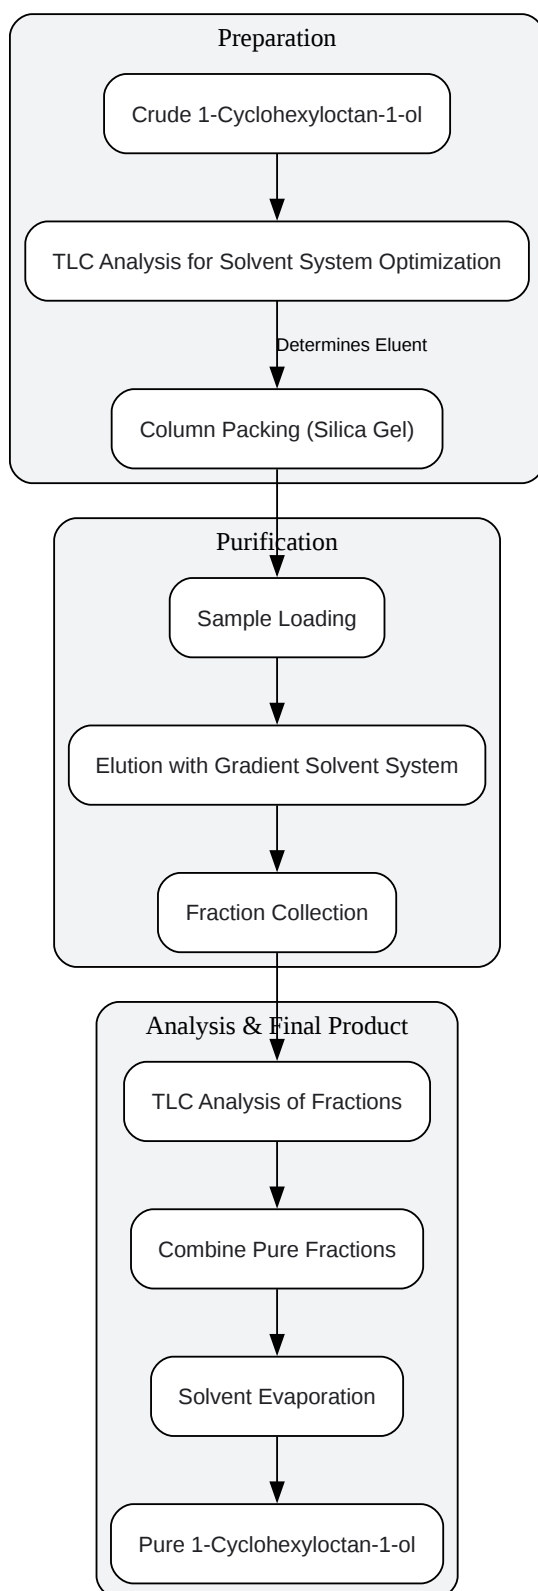 Preparation
Crude 1-Cyclohexyloctan-1-ol
TLC Analysis for Solvent System Optimization
Determines Eluent
Column Packing (Silica Gel)
Purification
Sample Loading
Elution with Gradient Solvent System
Fraction Collection
Analysis & Final Product
TLC Analysis of Fractions
Combine Pure Fractions
Solvent Evaporation
Pure 1-Cyclohexyloctan-1-ol